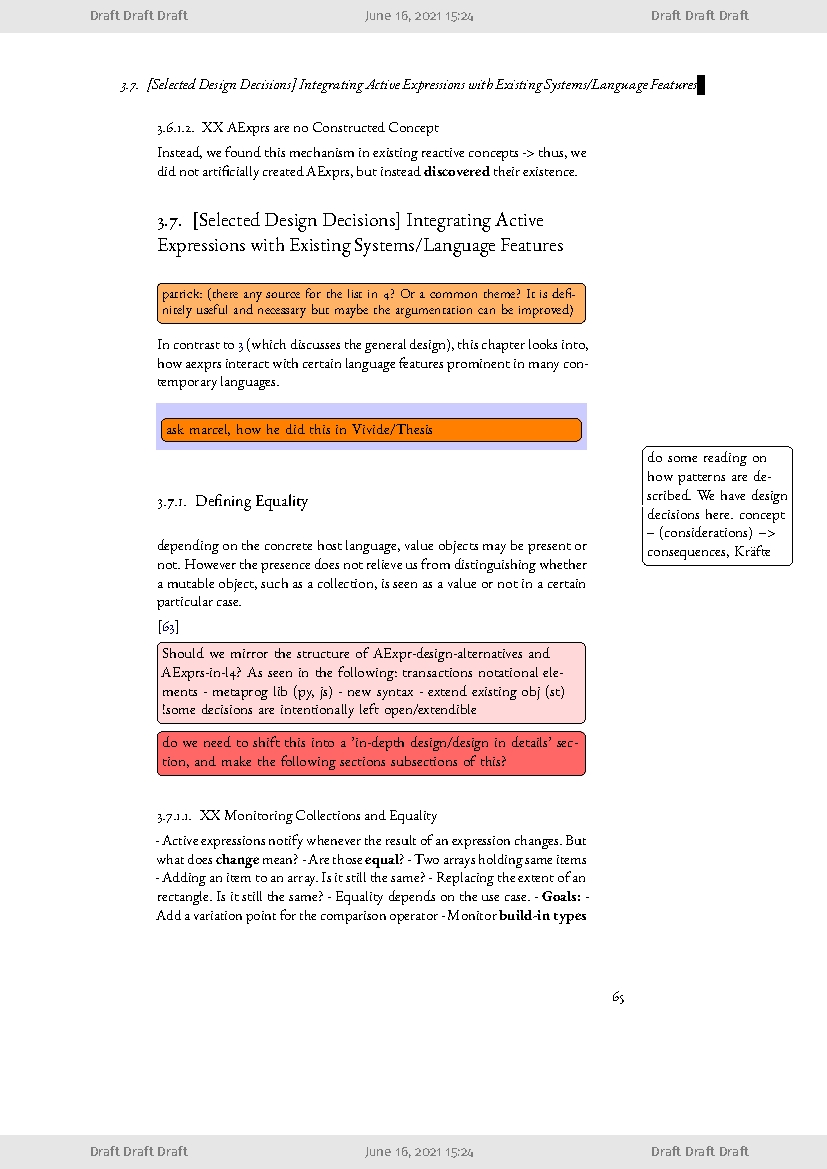 Draft Draft Draft June 16, 2021 15:24 Draft Draft Draft
3.7. [Selected Design Decisions] Integrating Active Expressions with Existing Systems/Language Features
3.6.1.2. XX AExprs are no Constructed Concept
Instead, we found this mechanism in existing reactive concepts -> thus, we
did not artificially created AExprs, but instead discovered their existence.
3.7. [Selected Design Decisions] Integrating Active
Expressions with Existing Systems/Language Features
patrick: (there any source for the list in 4? Or a common theme? It is defi-
nitely useful and necessary but maybe the argumentation can be improved)
In contrast to 3 (which discusses the general design), this chapter looks into,
how aexprs interact with certain language features prominent in many con-
temporary languages.
ask marcel, how he did this in Vivide/Thesis
do some reading on
how patterns are de-
scribed. We have design
decisions here. concept
– (considerations) –>
consequences, Kräfte
3.7.1. Defining Equality
depending on the concrete host language, value objects may be present or
not. However the presence does not relieve us from distinguishing whether
a mutable object, such as a collection, is seen as a value or not in a certain
particular case.
[63]
Should we mirror the structure of AExpr-design-alternatives and
AExprs-in-l4? As seen in the following: transactions notational ele-
ments - metaprog lib (py, js) - new syntax - extend existing obj (st)
!some decisions are intentionally left open/extendible
do we need to shift this into a 'in-depth design/design in details' sec-
tion, and make the following sections subsections of this?
3.7.1.1. XX Monitoring Collections and Equality
- Active expressions notify whenever the result of an expression changes. But
what does change mean? - Are those equal? - Two arrays holding same items
- Adding an item to an array. Is it still the same? - Replacing the extent of an
rectangle. Is it still the same? - Equality depends on the use case. - Goals: -
Add a variation point for the comparison operator - Monitor build-in types
65
Draft Draft Draft June 16, 2021 15:24 Draft Draft Draft